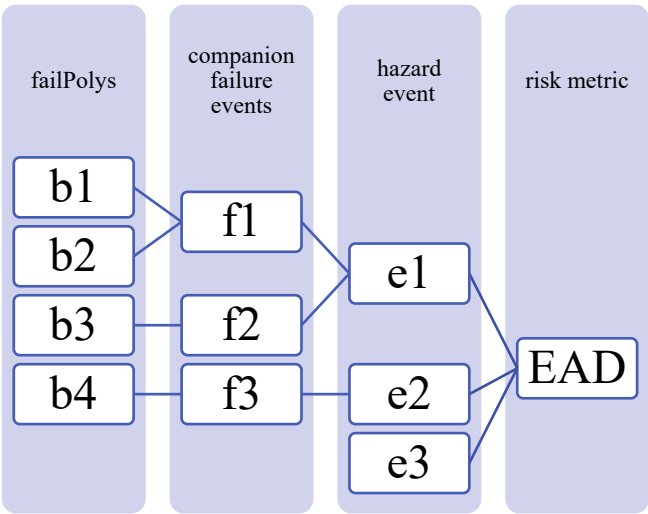 failPolys
companion
failure
events
hazard
event
risk metric
b1
b2
b3
b4
f1
f2
f3
e1
e2
e3
EAD